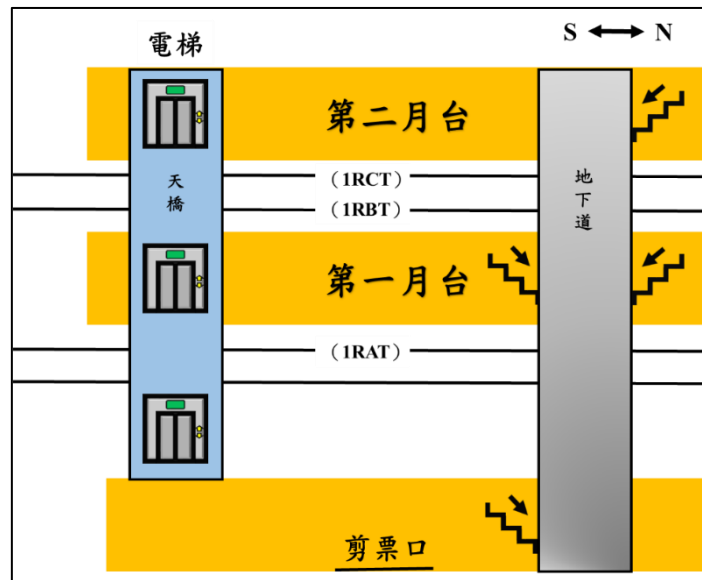 電梯
S N
第二月台
天橋
(1RCT)
地下道
(1RBT)
第一月台
(1RAT)
剪票口